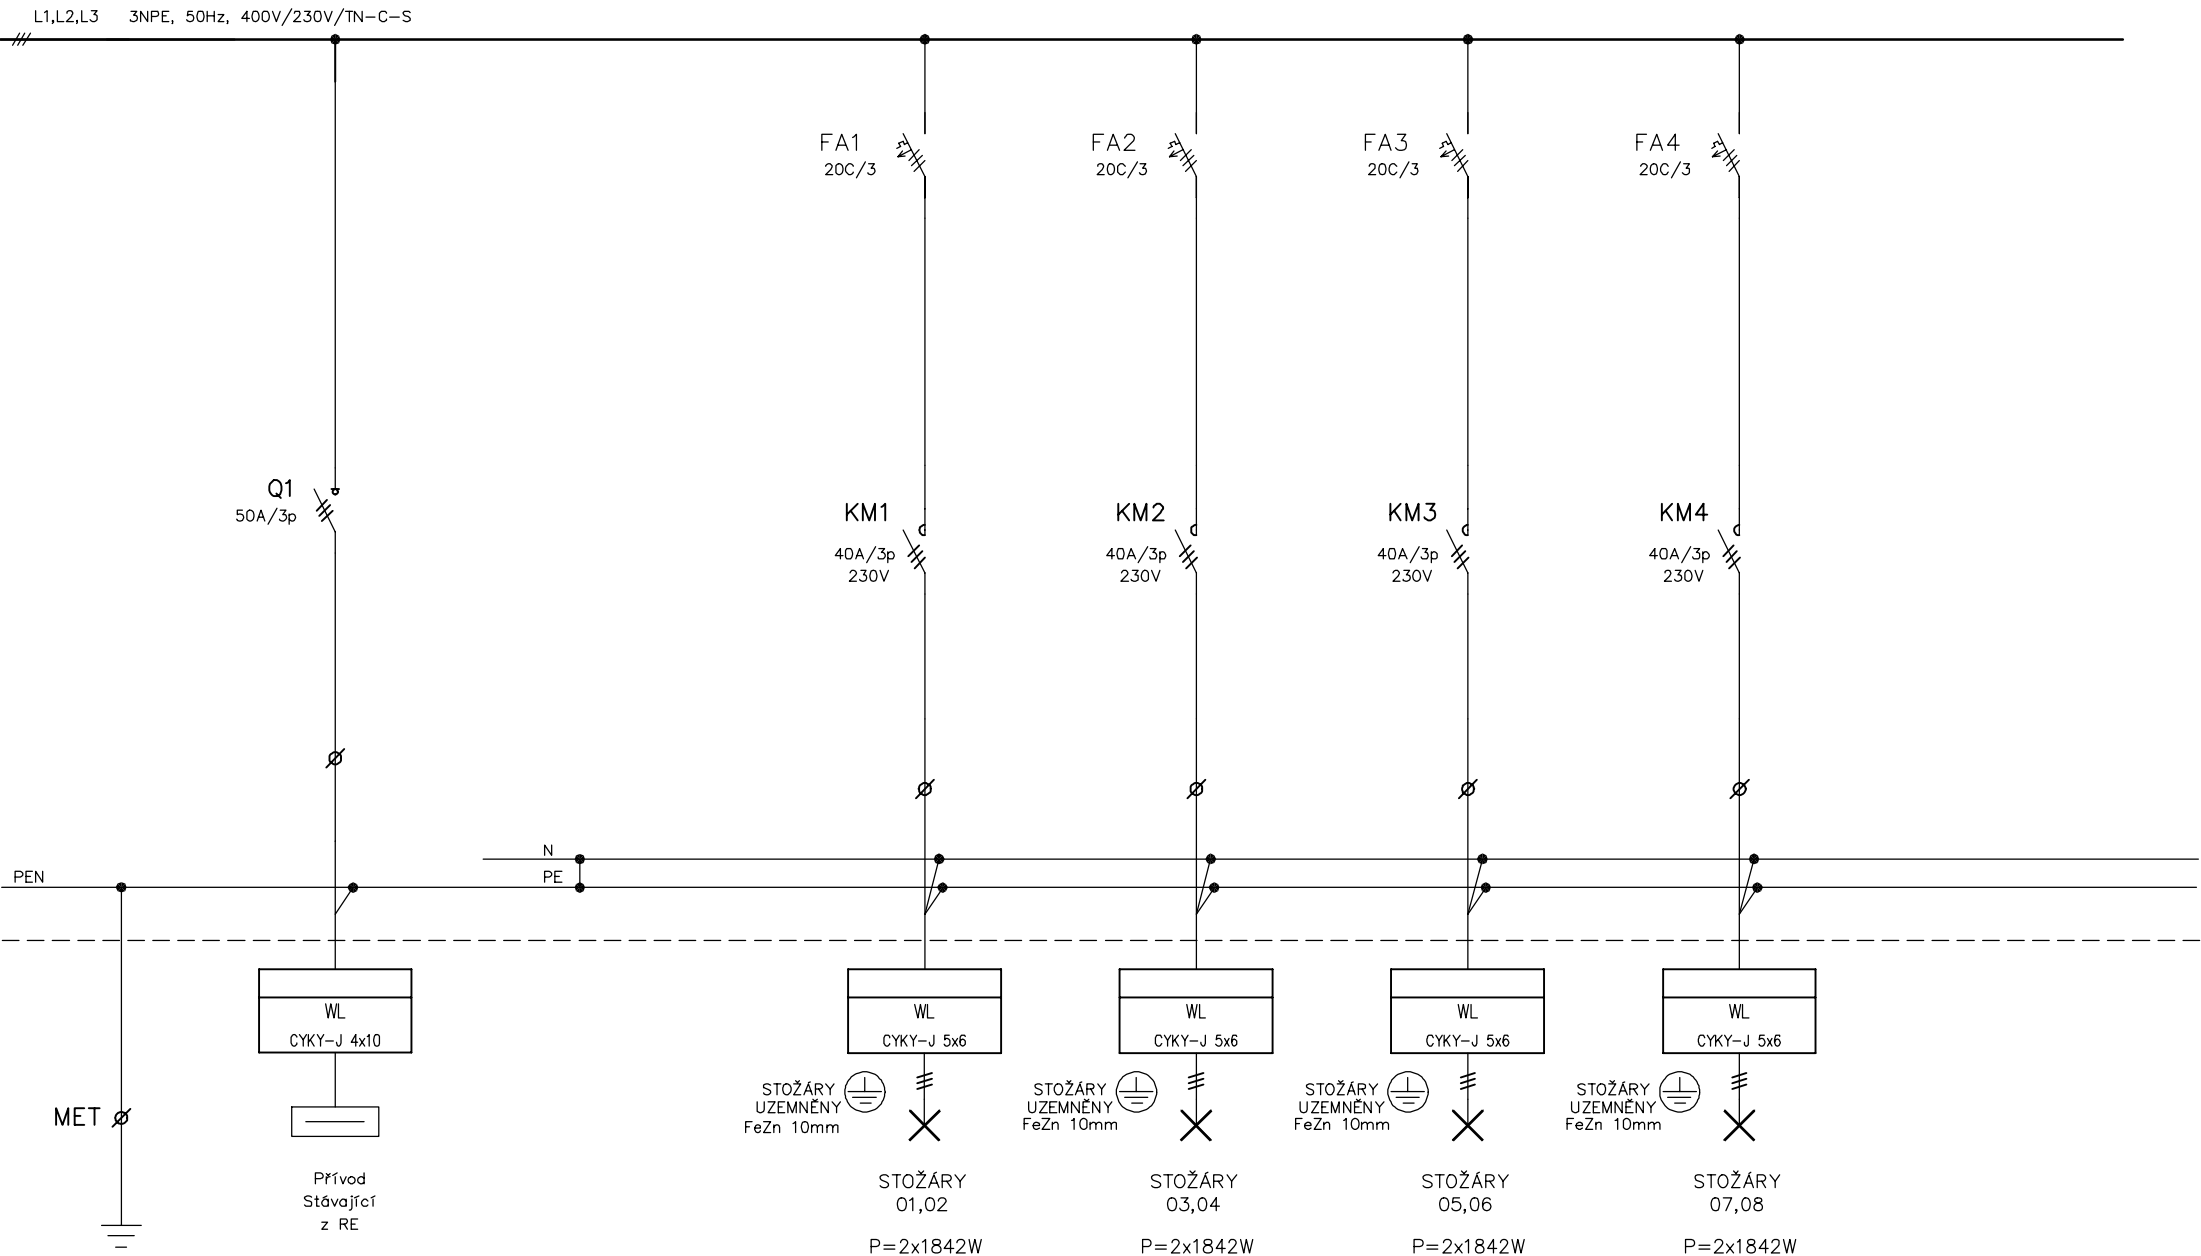 L1,L2,L3   3NPE, 50Hz, 400V/230V/TN-C-S
FA1
20C/3
FA2
20C/3
FA3
20C/3
FA4
20C/3
Q1
50A/3p
KM1
40A/3p
230V
KM2
40A/3p
230V
KM3
40A/3p
230V
KM4
40A/3p
230V
N
PEN
PE
WL
CYKY-J 4x10
WL
CYKY-J 5x6
WL
CYKY-J 5x6
WL
CYKY-J 5x6
WL
CYKY-J 5x6
MET
STOŽÁRY
UZEMNĚNY
FeZn 10mm
STOŽÁRY
UZEMNĚNY
FeZn 10mm
STOŽÁRY
UZEMNĚNY
FeZn 10mm
STOŽÁRY
UZEMNĚNY
FeZn 10mm
Přívod
Stávající
z RE
STOŽÁRY
01,02
P=2x1842W
STOŽÁRY
03,04
P=2x1842W
STOŽÁRY
05,06
P=2x1842W
STOŽÁRY
07,08
P=2x1842W